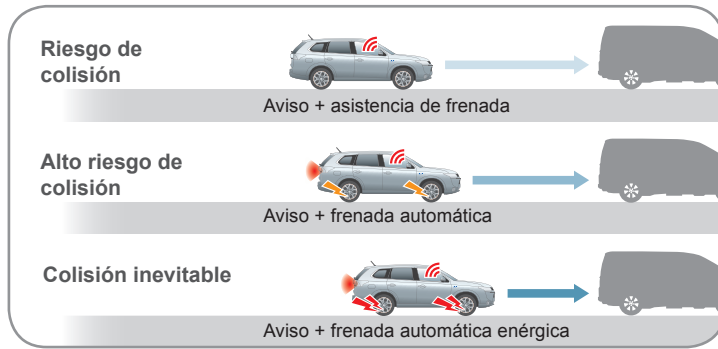 Riesgo de
colisión
Aviso + asistencia de frenada
Alto riesgo de
colisión
Aviso + frenada automática
Colisión inevitable
Aviso + frenada automática enérgica